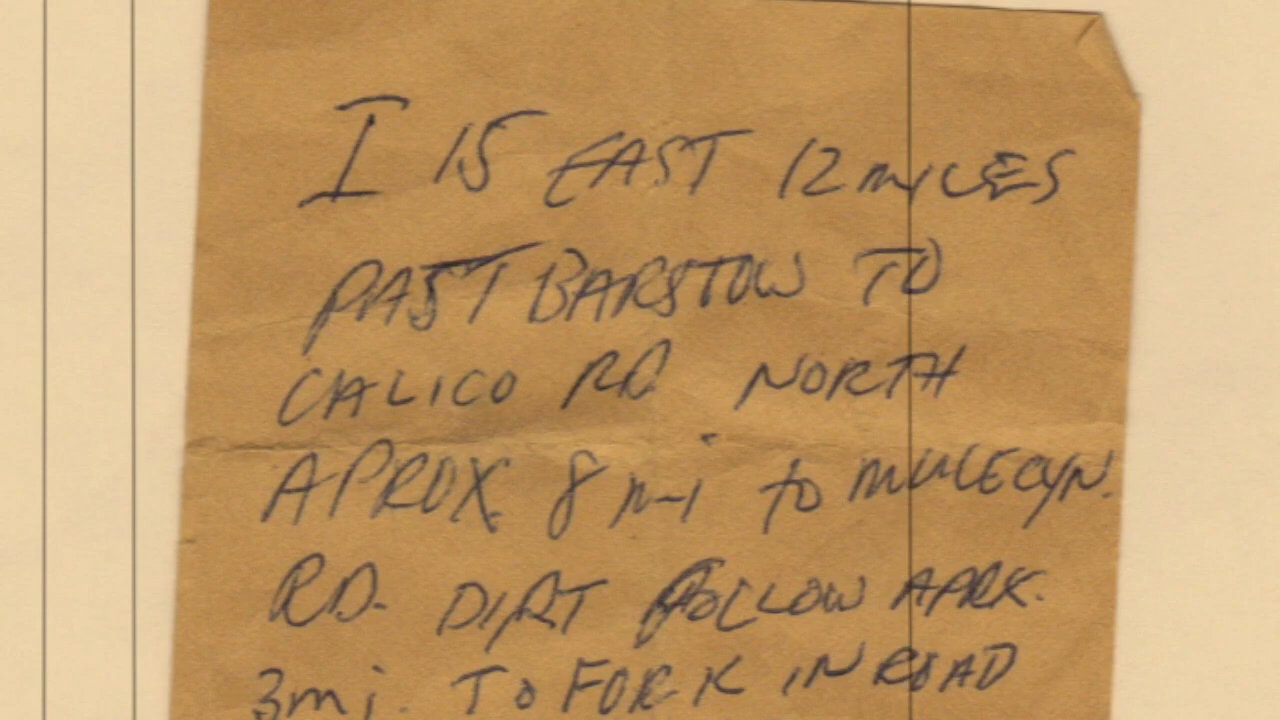 I 15 EAST 12 MILES
PAST BARSTOW TO
CALICO RD NORTH
APROX 8 mi to MULE CYN.
RD. DIRT FOLLOW APRX.
3 mi. TO FORK IN ROAD